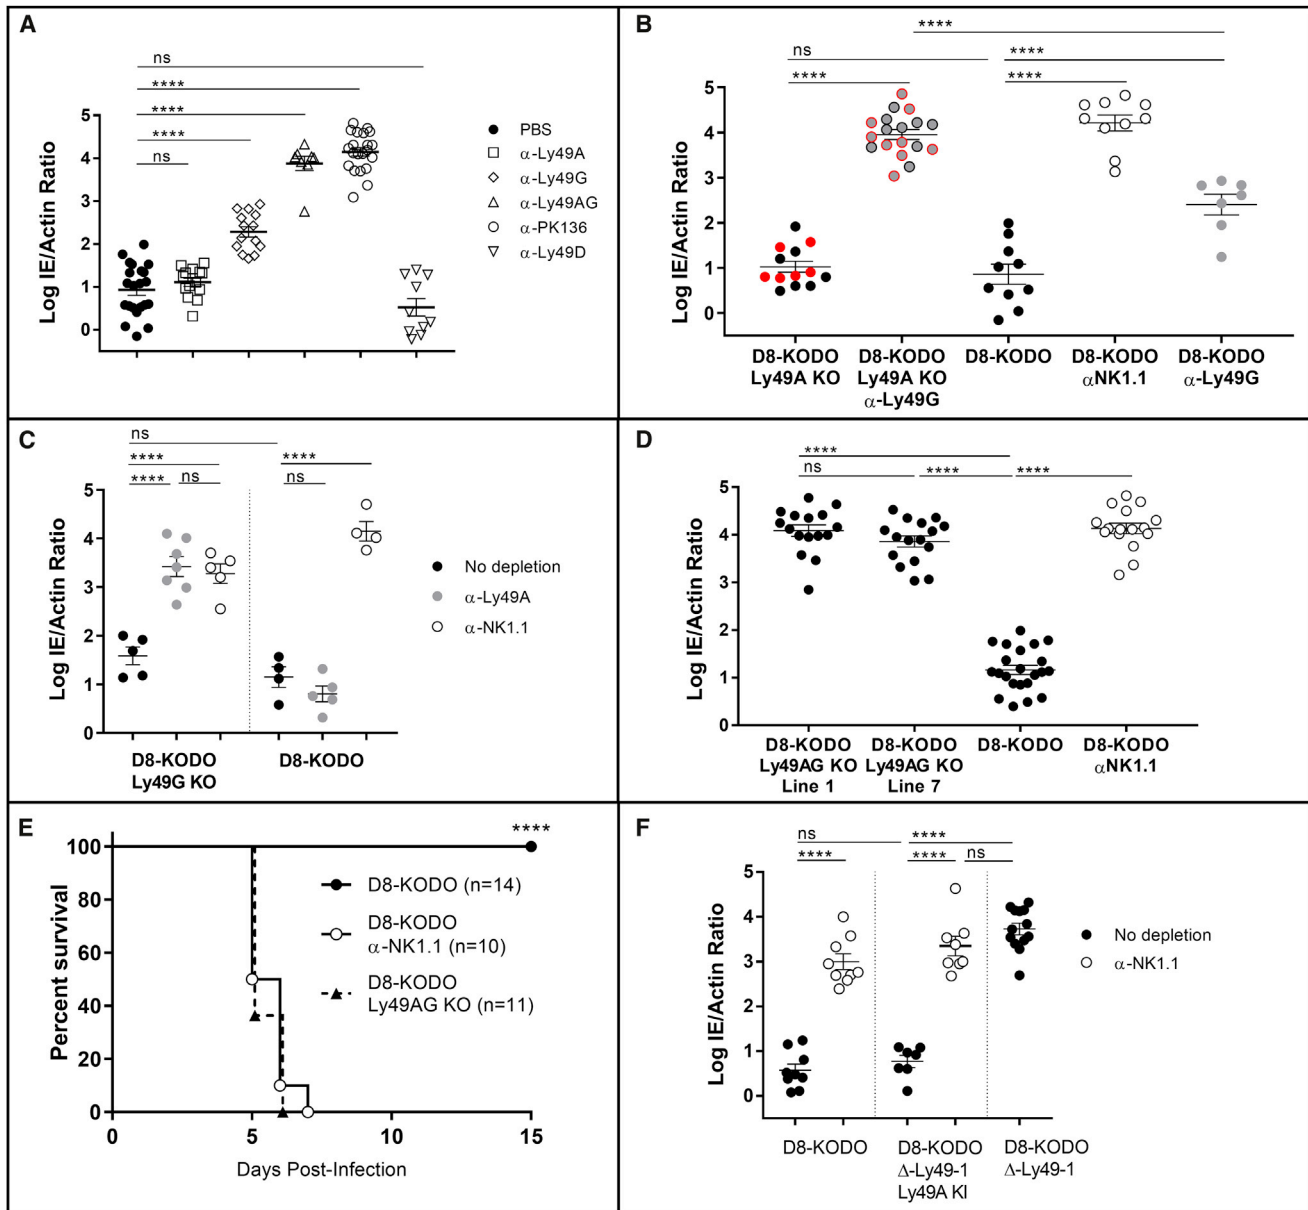 A
ns
****
****
****
ns
Log IE/Actin Ratio
5
4
3
2
1
0
PBS
α-Ly49A
α-Ly49G
α-Ly49AG
α-PK136
α-Ly49D
B
****
ns
****
****
****
Log IE/Actin Ratio
5
4
3
2
1
0
D8-KODO
Ly49A KO
D8-KODO
Ly49A KO
α-Ly49G
D8-KODO
D8-KODO
αNK1.1
D8-KODO
α-Ly49G
C
ns
****
****
****
ns
ns
Log IE/Actin Ratio
5
4
3
2
1
0
D8-KODO
Ly49G KO
D8-KODO
No depletion
α-Ly49A
α-NK1.1
D
****
ns
****
****
Log IE/Actin Ratio
5
4
3
2
1
0
D8-KODO
Ly49AG KO
Line 1
D8-KODO
Ly49AG KO
Line 7
D8-KODO
D8-KODO
αNK1.1
E
****
Percent survival
100
80
60
40
20
0
0
5
10
15
Days Post-Infection
D8-KODO (n=14)
D8-KODO
α-NK1.1 (n=10)
D8-KODO
Ly49AG KO (n=11)
F
ns
****
****
****
ns
Log IE/Actin Ratio
5
4
3
2
1
0
D8-KODO
D8-KODO
Δ-Ly49-1
Ly49A KI
D8-KODO
Δ-Ly49-1
No depletion
α-NK1.1